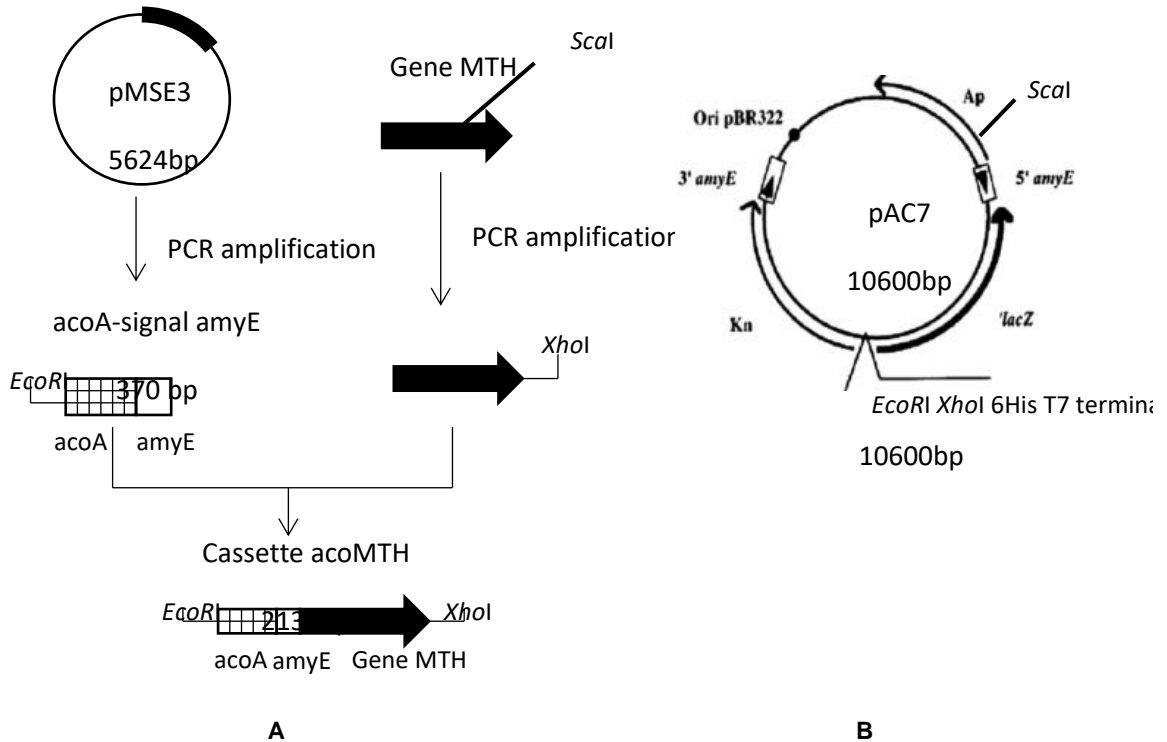 pMSE3
5624bp
Gene MTH
ScaI
PCR amplification
PCR amplification
acoA-signal amyE
EcoRI
370 bp
acoA amyE
XhoI
Cassette acoMTH
EcoRI
213
XhoI
acoA amyE Gene MTH
A
Ap
ScaI
Ori pBR322
3' amyE
5' amyE
pAC7
10600bp
Kn
'lacZ
EcoRI XhoI 6His T7 termina
10600bp
B